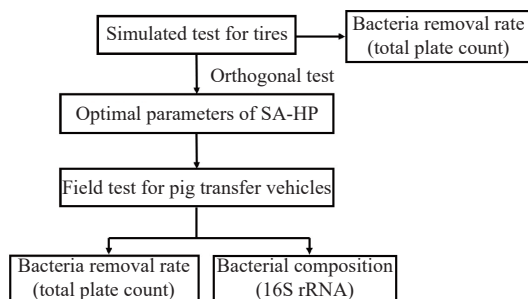 Simulated test for tires
Bacteria removal rate
(total plate count)
Orthogonal test
Optimal parameters of SA-HP
Field test for pig transfer vehicles
Bacteria removal rate
(total plate count)
Bacterial composition
(16S rRNA)